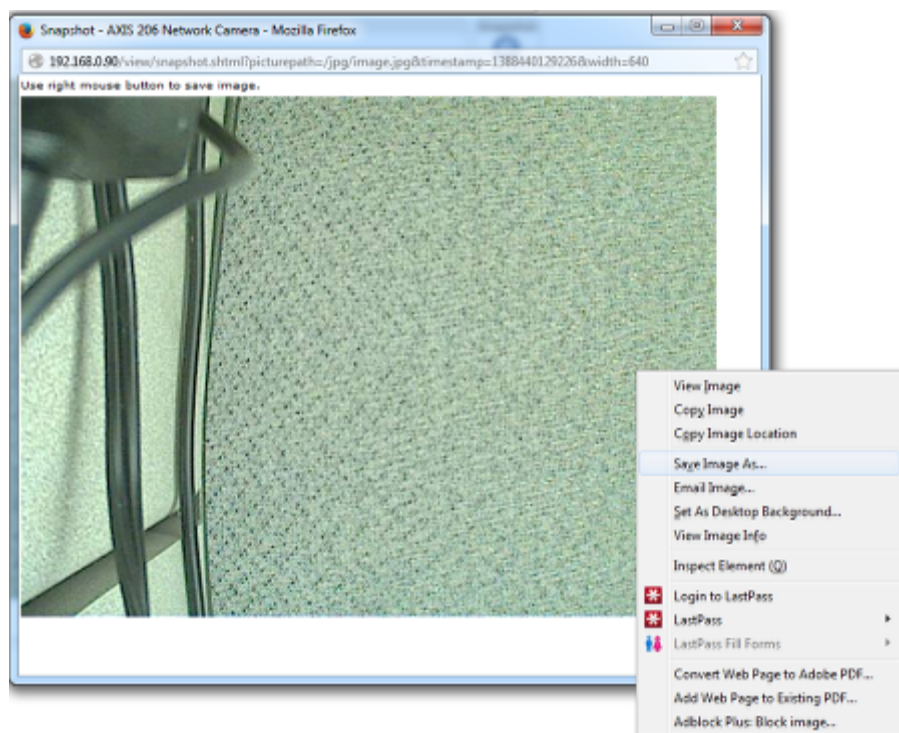 Snapshot - AXIS 206 Network Camera - Mozilla Firefox
192.168.0.90/view/snapshot.shtml?picturepath=/jpg/image.jpg&timestamp=1388440129226&width=640
Use right mouse button to save image.
View Image
Copy Image
Copy Image Location
Save Image As...
Email Image...
Set As Desktop Background...
View Image Info
Inspect Element (Q)
Login to LastPass
LastPass
LastPass Fill Forms
Convert Web Page to Adobe PDF...
Add Web Page to Existing PDF...
Adblock Plus: Block image...